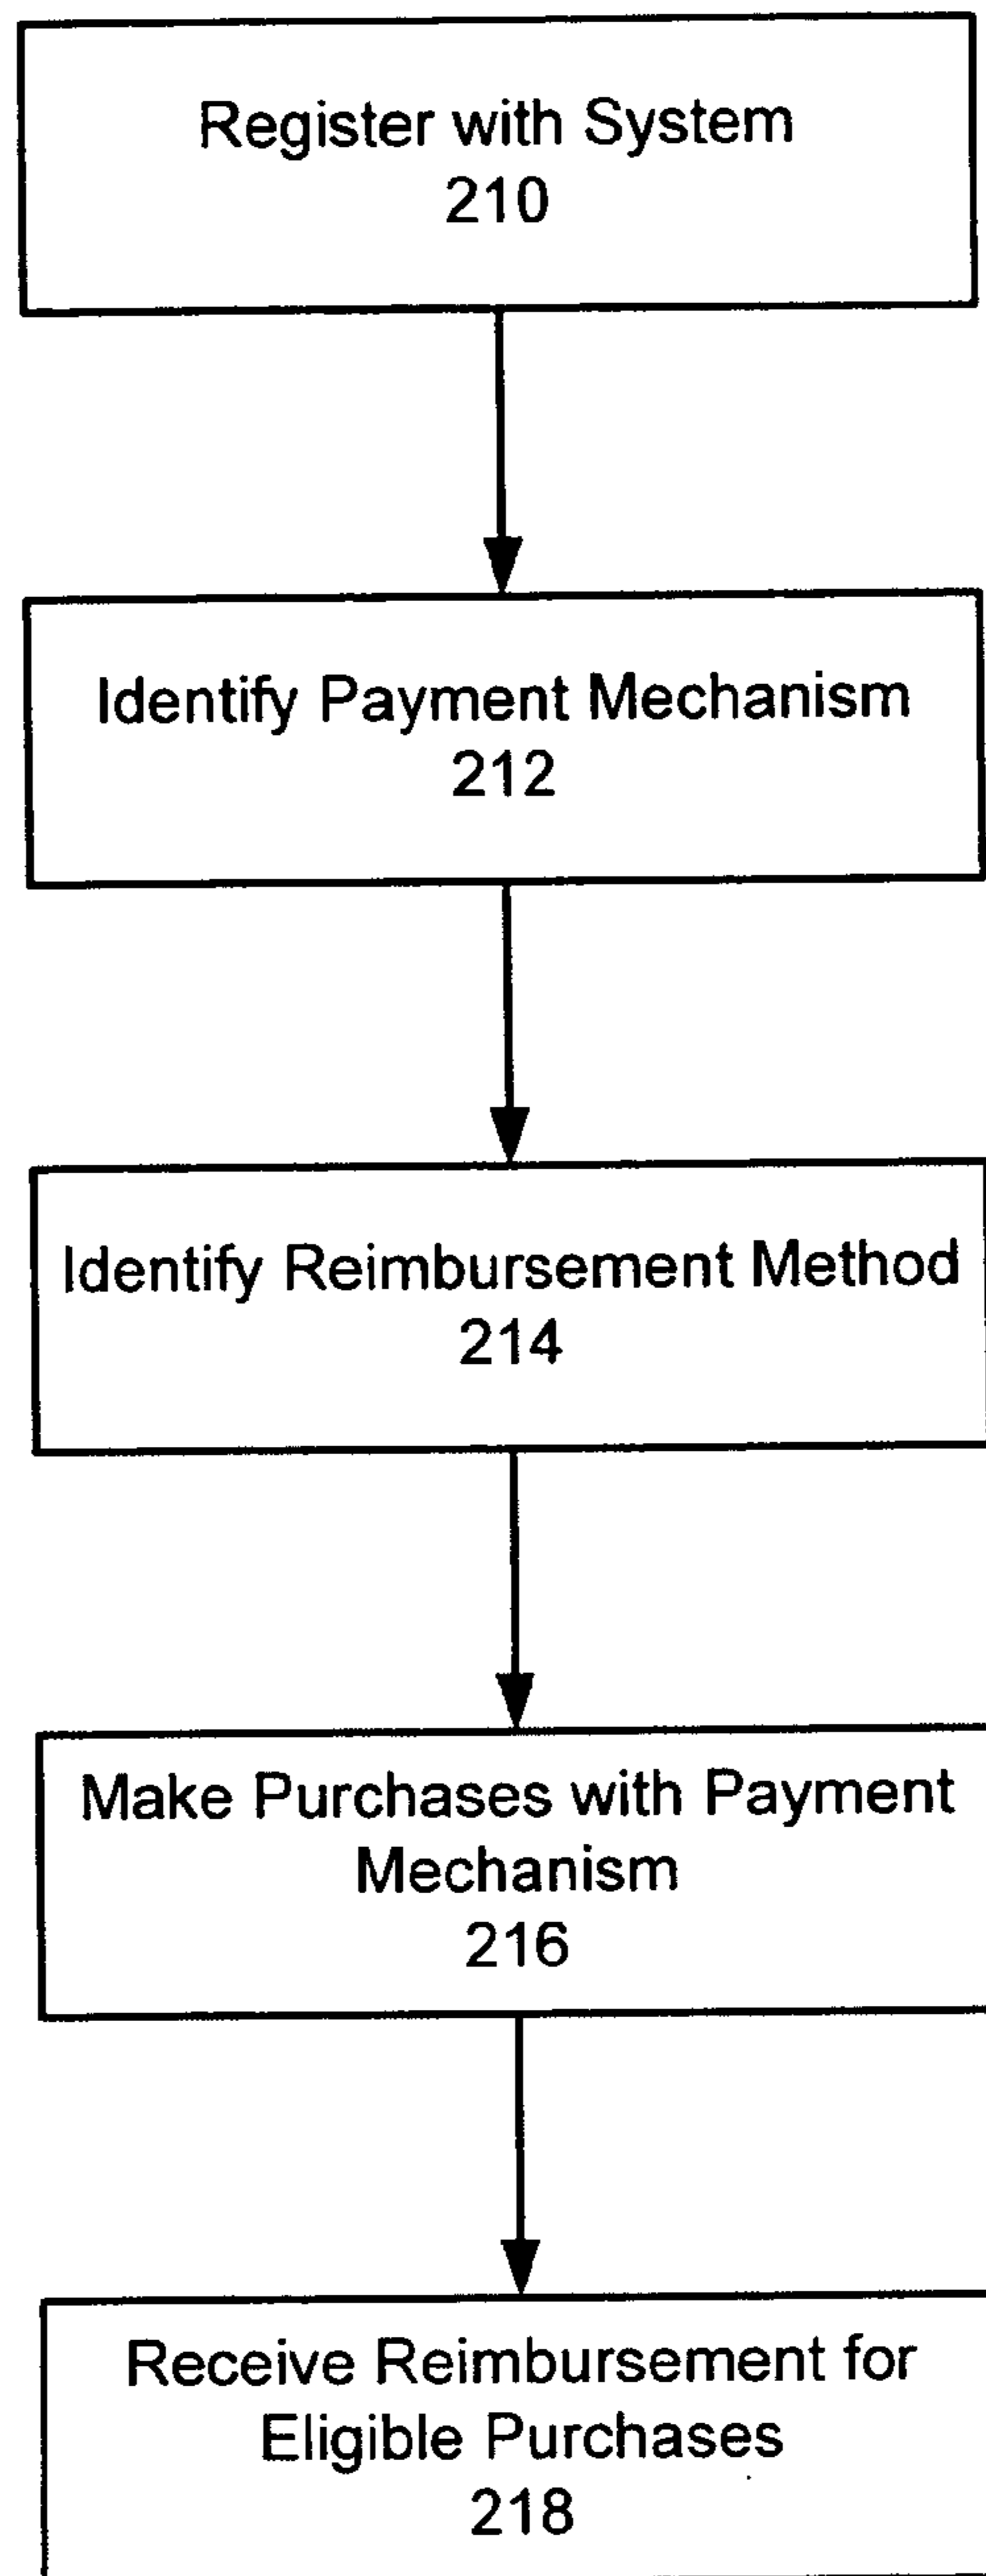 Register with System
210
Identify Payment Mechanism
212
Identify Reimbursement Method
214
Make Purchases with Payment
Mechanism
216
Receive Reimbursement for
Eligible Purchases
218